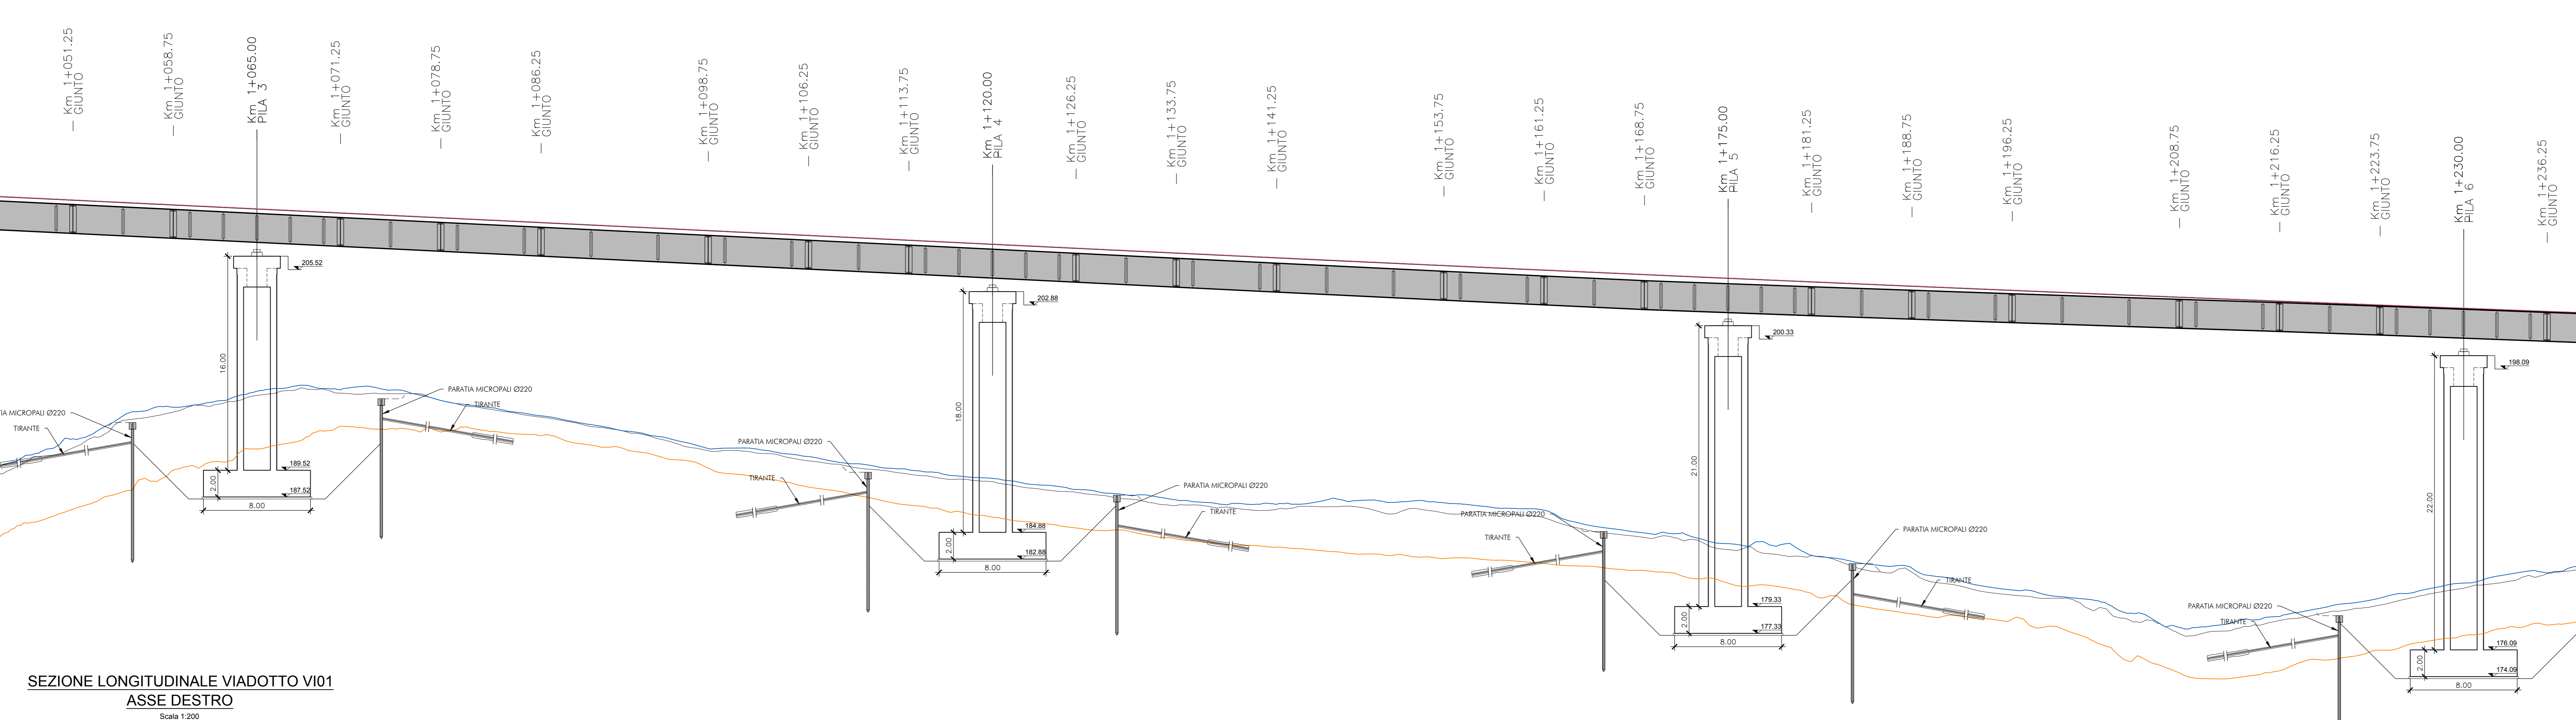 Km 1+051.25
GIUNTO
Km 1+058.75
GIUNTO
Km 1+065.00
PILA 3
Km 1+071.25
GIUNTO
Km 1+078.75
GIUNTO
Km 1+086.25
GIUNTO
Km 1+098.75
GIUNTO
Km 1+106.25
GIUNTO
Km 1+113.75
GIUNTO
Km 1+120.00
PILA 4
Km 1+126.25
GIUNTO
Km 1+133.75
GIUNTO
Km 1+141.25
GIUNTO
Km 1+153.75
GIUNTO
Km 1+161.25
GIUNTO
Km 1+168.75
GIUNTO
Km 1+175.00
PILA 5
Km 1+181.25
GIUNTO
Km 1+188.75
GIUNTO
Km 1+196.25
GIUNTO
Km 1+208.75
GIUNTO
Km 1+216.25
GIUNTO
Km 1+223.75
GIUNTO
Km 1+230.00
PILA 6
Km 1+236.25
GIUNTO
205.52
16.00
TIA MICROPALI Ø220
TIRANTE
PARATIA MICROPALI Ø220
TIRANTE
189.52
2.00
187.52
8.00
202.88
18.00
PARATIA MICROPALI Ø220
TIRANTE
PARATIA MICROPALI Ø220
TIRANTE
184.88
2.00
182.88
8.00
200.33
21.00
PARATIA MICROPALI Ø220
TIRANTE
PARATIA MICROPALI Ø220
TIRANTE
179.33
2.00
177.33
8.00
198.09
22.00
PARATIA MICROPALI Ø220
TIRANTE
176.09
2.00
174.09
8.00
SEZIONE LONGITUDINALE VIADOTTO VI01
ASSE DESTRO
Scala 1:200